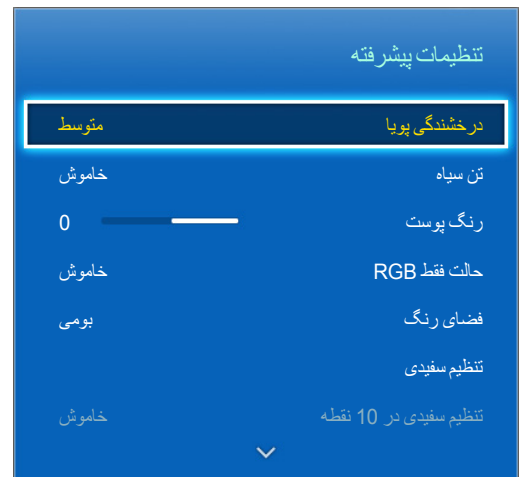 تنظیمات پیشرفته
درخشندگی پویا متوسط
تن سیاه خاموش
رنگ پوست 0
حالت فقط RGB خاموش
فضای رنگ بومی
تنظیم سفیدی
تنظیم سفیدی در 10 نقطه خاموش